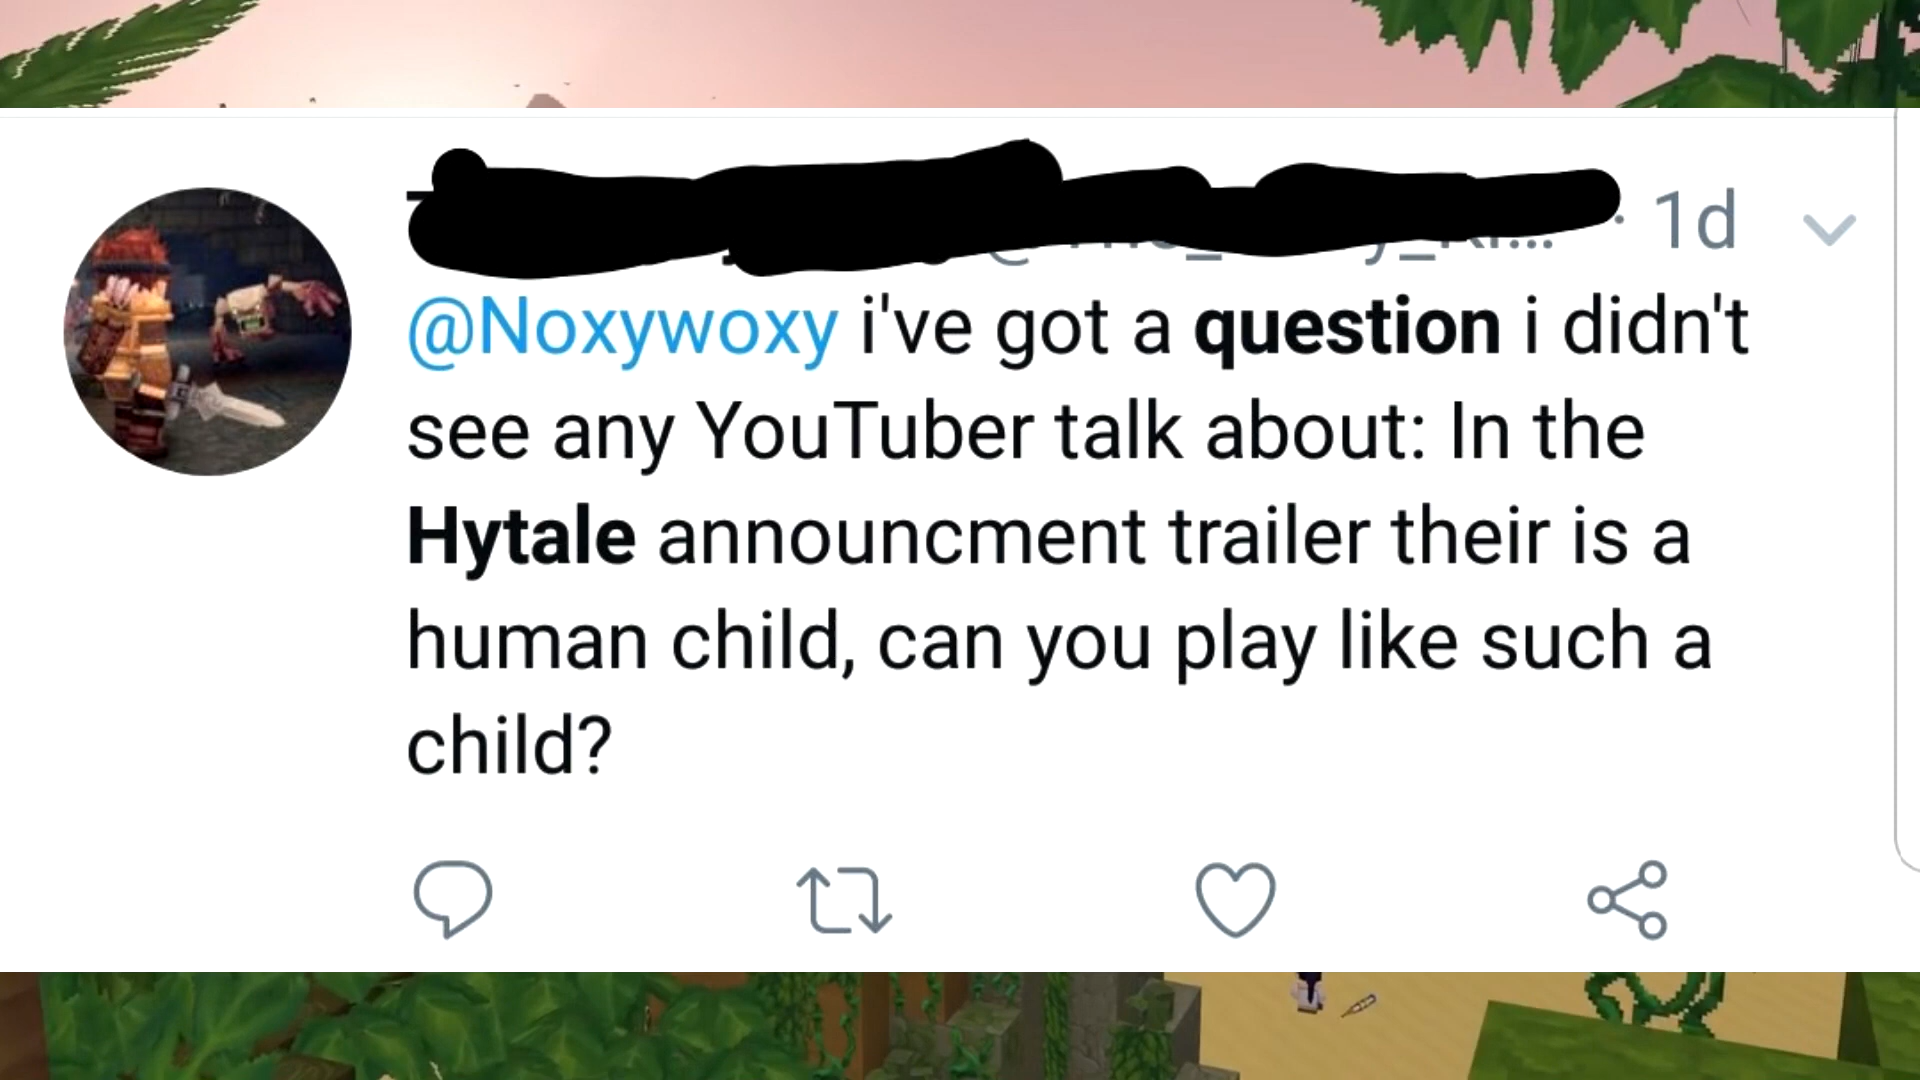 1d
@Noxywoxy i've got a question i didn't
see any YouTuber talk about: In the
Hytale announcment trailer their is a
human child, can you play like such a
child?